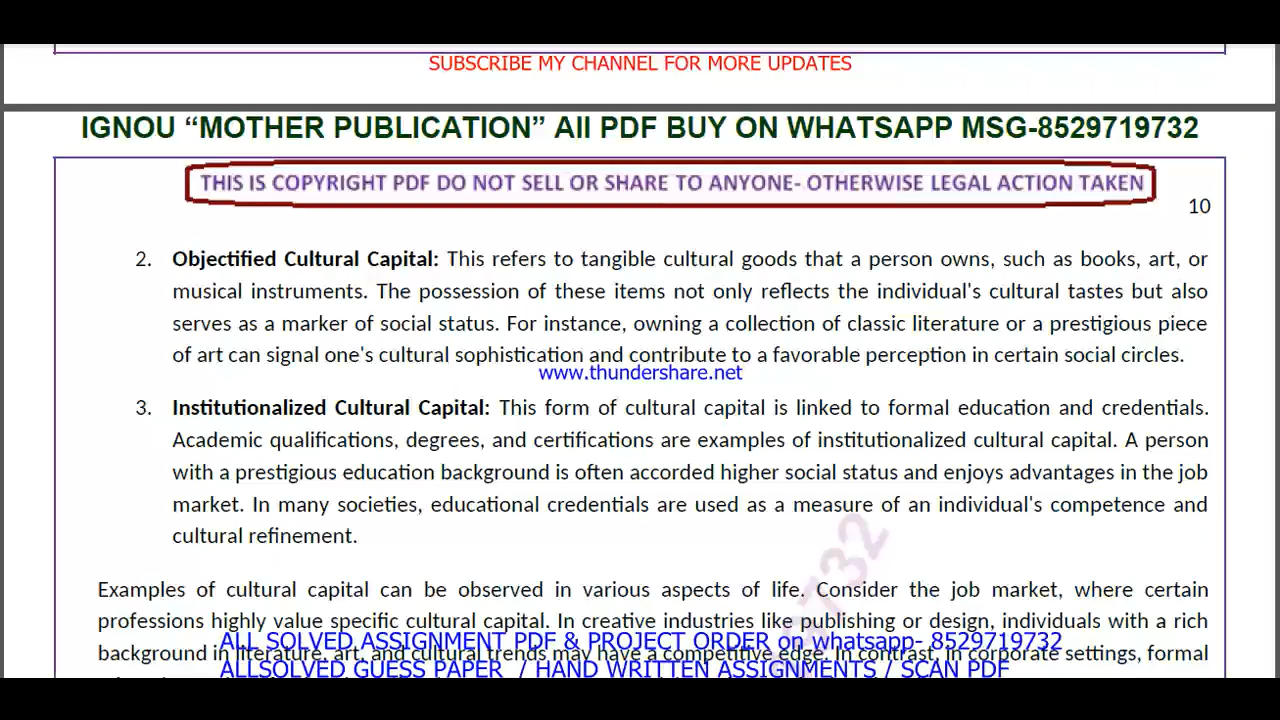 SUBSCRIBE MY CHANNEL FOR MORE UPDATES
IGNOU “MOTHER PUBLICATION” All PDF BUY ON WHATSAPP MSG-8529719732
THIS IS COPYRIGHT PDF DO NOT SELL OR SHARE TO ANYONE- OTHERWISE LEGAL ACTION TAKEN
10
2. Objectified Cultural Capital: This refers to tangible cultural goods that a person owns, such as books, art, or
musical instruments. The possession of these items not only reflects the individual's cultural tastes but also
serves as a marker of social status. For instance, owning a collection of classic literature or a prestigious piece
of art can signal one's cultural sophistication and contribute to a favorable perception in certain social circles.
www.thundershare.net
3. Institutionalized Cultural Capital: This form of cultural capital is linked to formal education and credentials.
Academic qualifications, degrees, and certifications are examples of institutionalized cultural capital. A person
with a prestigious education background is often accorded higher social status and enjoys advantages in the job
market. In many societies, educational credentials are used as a measure of an individual's competence and
cultural refinement.
Examples of cultural capital can be observed in various aspects of life. Consider the job market, where certain
professions highly value specific cultural capital. In creative industries like publishing or design, individuals with a rich
ALL SOLVED ASSIGNMENT PDF & PROJECT ORDER on whatsapp- 8529719732
background in literature, art, and cultural trends may have a competitive edge. In contrast, in corporate settings, formal
ALLSOLVED GUESS PAPER / HAND WRITTEN ASSIGNMENTS / SCAN PDF